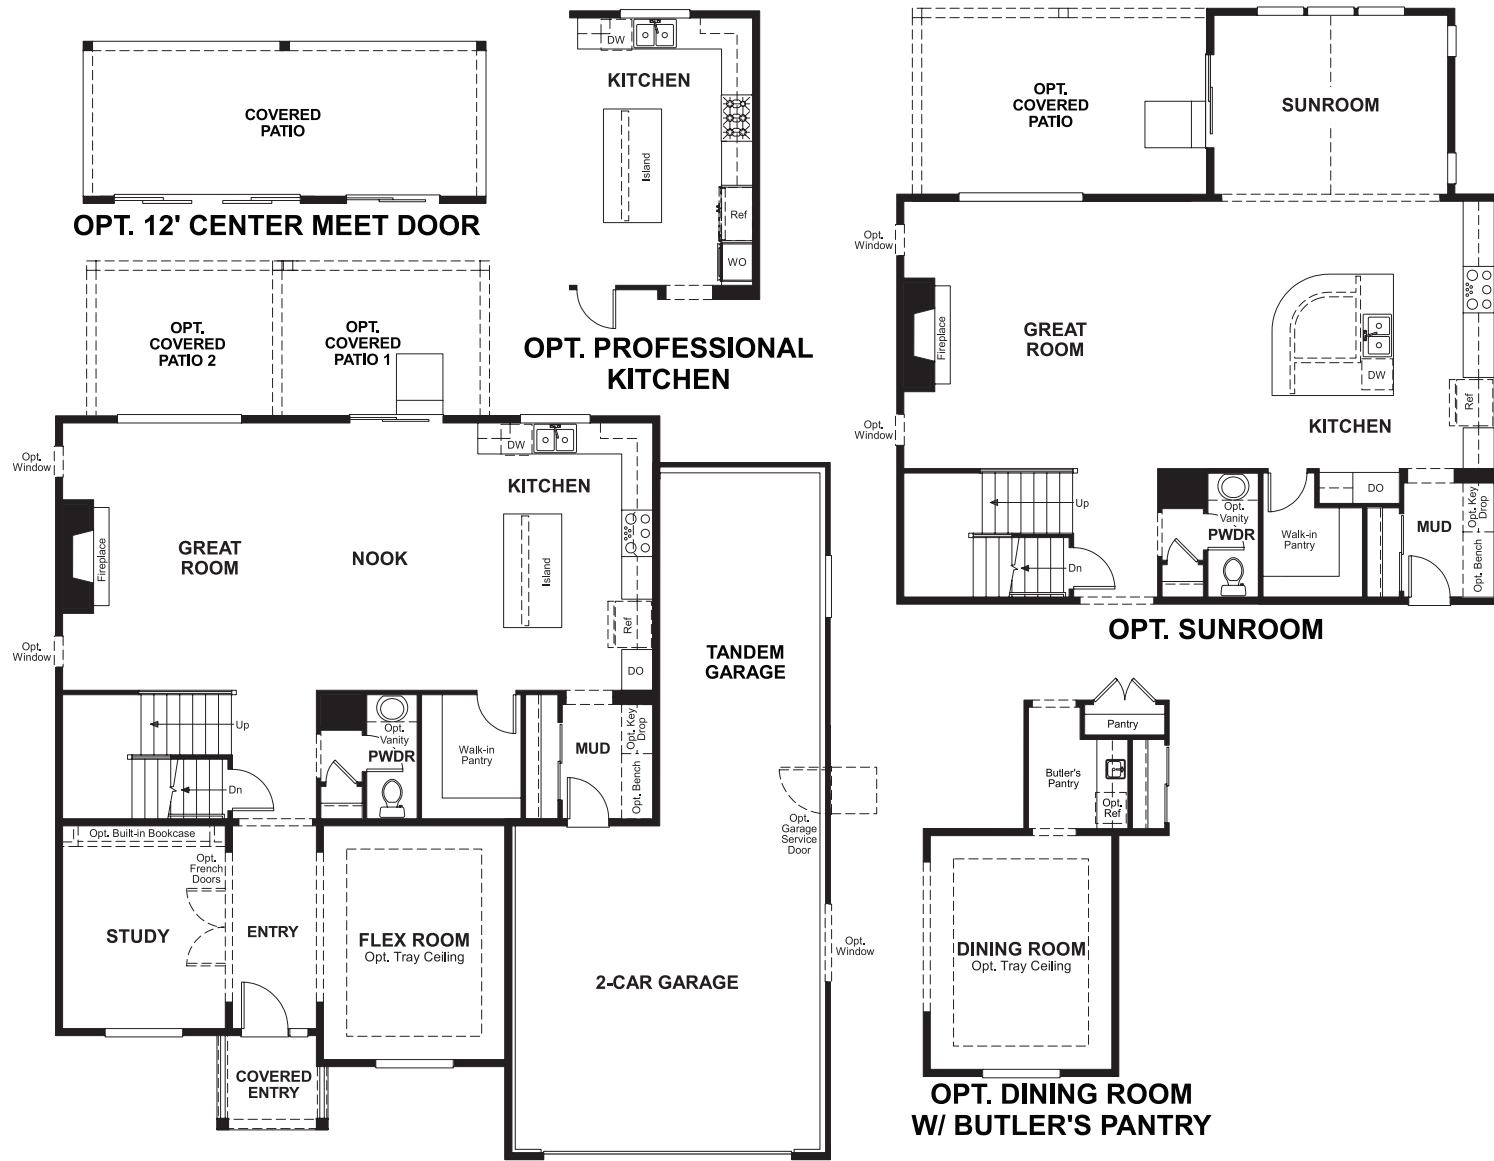 COVERED
PATIO
OPT. 12' CENTER MEET DOOR
DW
KITCHEN
Island
Ref
WO
OPT. PROFESSIONAL
KITCHEN
OPT.
COVERED
PATIO
SUNROOM
Opt.
Window
Fireplace
GREAT
ROOM
DW
Ref
Opt.
Window
KITCHEN
DO
Up
Dn
Opt.
Vanity
PWDR
Walk-in
Pantry
MUD
Opt. Key
Drop
Opt. Bench
OPT. SUNROOM
OPT.
COVERED
PATIO 2
OPT.
COVERED
PATIO 1
Opt.
Window
Fireplace
GREAT
ROOM
NOOK
DW
KITCHEN
Island
Ref
DO
Opt.
Window
Up
Dn
Opt.
Vanity
PWDR
Walk-in
Pantry
MUD
Opt. Key
Drop
Opt. Bench
TANDEM
GARAGE
Opt.
Garage
Service
Door
Opt. Built-in Bookcase
Opt.
French
Doors
STUDY
ENTRY
FLEX ROOM
Opt. Tray Ceiling
2-CAR GARAGE
Opt.
Window
COVERED
ENTRY
Pantry
Butler's
Pantry
Opt.
Ref
DINING ROOM
Opt. Tray Ceiling
OPT. DINING ROOM
W/ BUTLER'S PANTRY